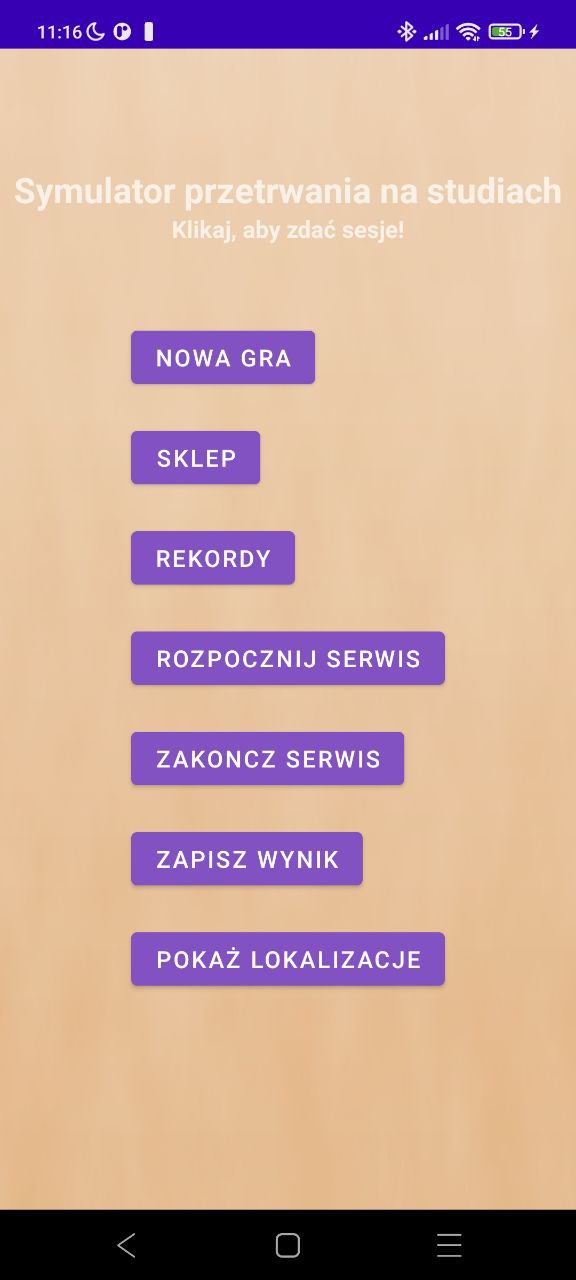 11:16
55
Symulator przetrwania na studiach
Klikaj, aby zdać sesje!
NOWA GRA
SKLEP
REKORDY
ROZPOCZNIJ SERWIS
ZAKONCZ SERWIS
ZAPISZ WYNIK
POKAŻ LOKALIZACJE